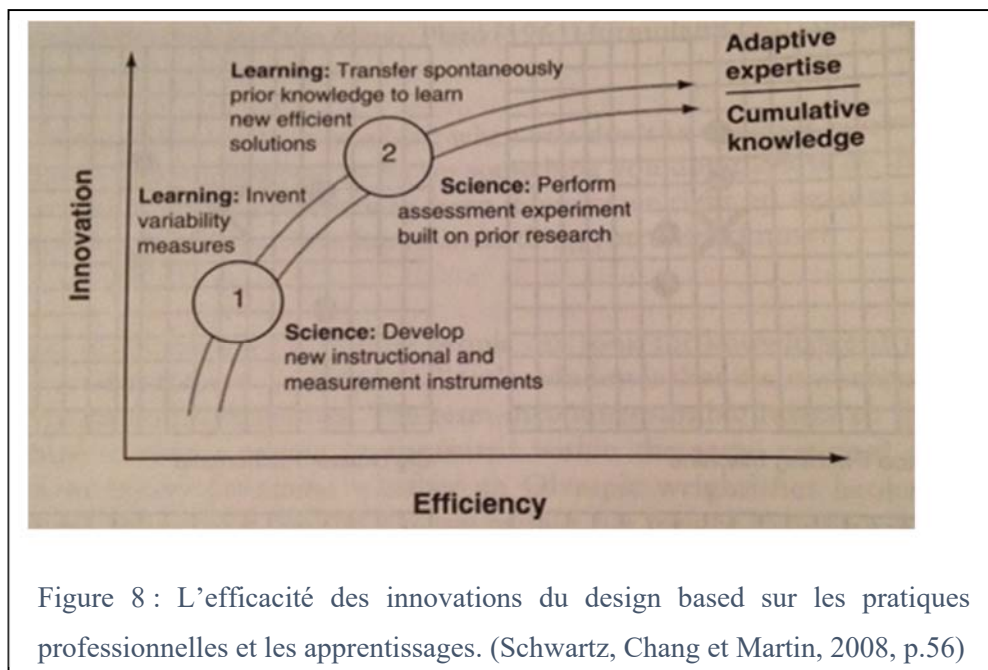 Adaptive
expertise
Cumulative
knowledge
Learning: Transfer spontaneously
prior knowledge to learn
new efficient
solutions
2
Learning: Invent
variability
measures
Science: Perform
assessment experiment
built on prior research
1
Science: Develop
new instructional and
measurement instruments
Innovation
Efficiency
Figure 8 : L’efficacité des innovations du design based sur les pratiques
professionnelles et les apprentissages. (Schwartz, Chang et Martin, 2008, p.56)